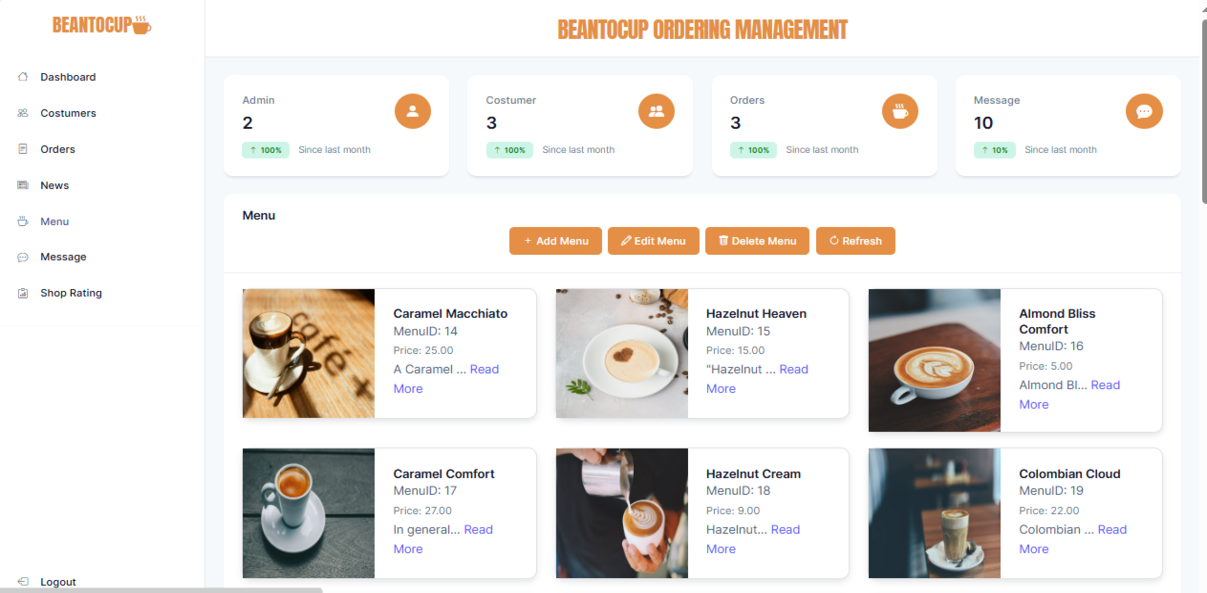 BEANTOCUP
BEANTOCUP ORDERING MANAGEMENT
Dashboard
Costumers
Orders
News
Menu
Message
Shop Rating
Logout
Admin
2
↑ 100% Since last month
Costumer
3
↑ 100% Since last month
Orders
3
↑ 100% Since last month
Message
10
↑ 10% Since last month
Menu
+ Add Menu
Edit Menu
Delete Menu
Refresh
café
Caramel Macchiato
MenuID: 14
Price: 25.00
A Caramel ... Read
More
Hazelnut Heaven
MenuID: 15
Price: 15.00
"Hazelnut ... Read
More
Almond Bliss
Comfort
MenuID: 16
Price: 5.00
Almond Bl... Read
More
Caramel Comfort
MenuID: 17
Price: 27.00
In general... Read
More
Hazelnut Cream
MenuID: 18
Price: 9.00
Hazelnut... Read
More
Colombian Cloud
MenuID: 19
Price: 22.00
Colombian ... Read
More